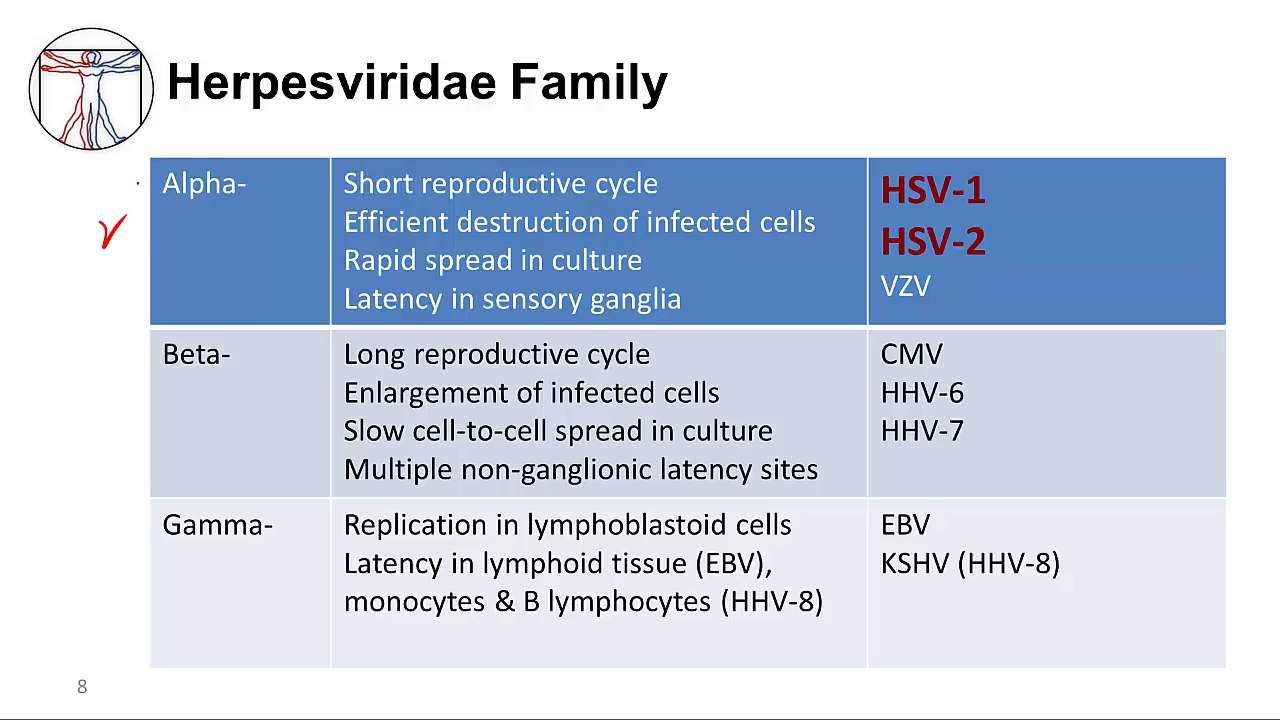 Herpesviridae Family
Alpha-
Short reproductive cycle
Efficient destruction of infected cells
Rapid spread in culture
Latency in sensory ganglia
HSV-1
HSV-2
VZV
Beta-
Long reproductive cycle
Enlargement of infected cells
Slow cell-to-cell spread in culture
Multiple non-ganglionic latency sites
CMV
HHV-6
HHV-7
Gamma-
Replication in lymphoblastoid cells
Latency in lymphoid tissue (EBV),
monocytes & B lymphocytes (HHV-8)
EBV
KSHV (HHV-8)
8